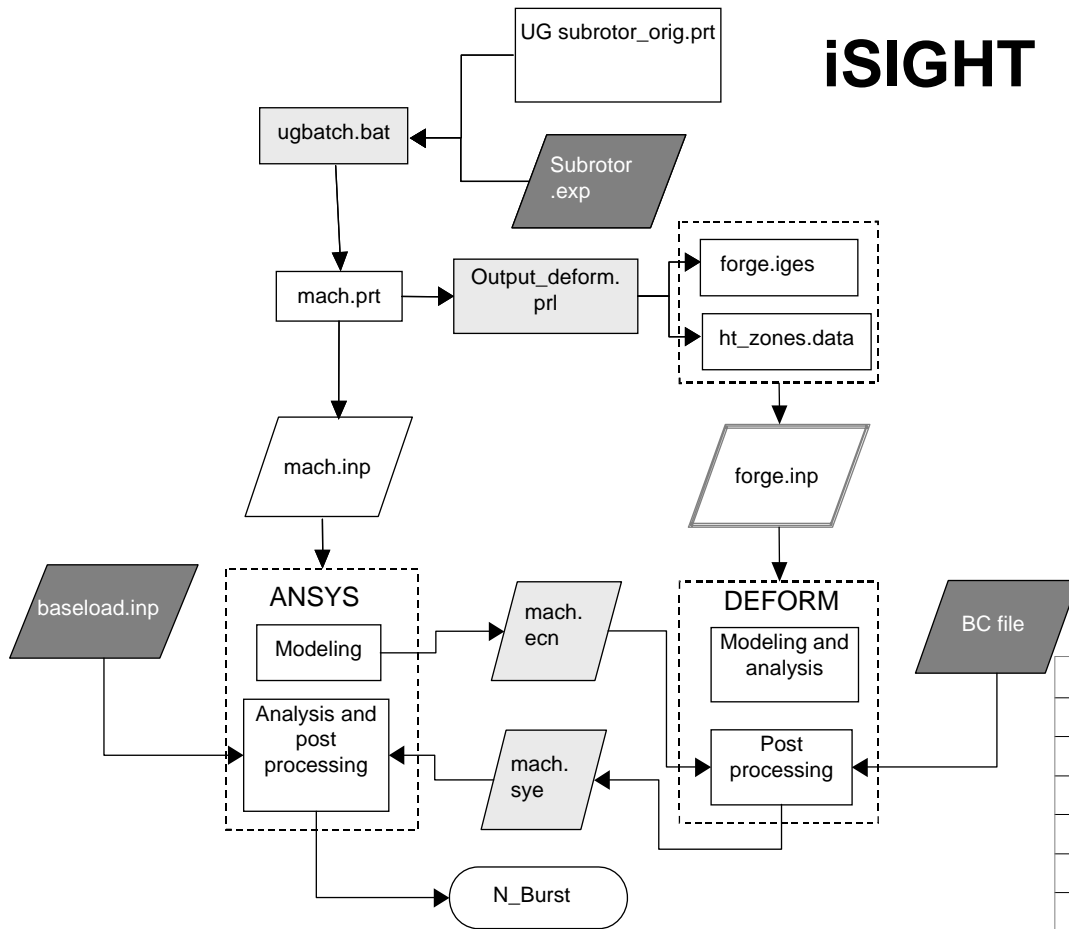 UG subrotor_orig.prt
iSIGHT
ugbatch.bat
Subrotor
.exp
forge.iges
Output_deform.
prl
mach.prt
ht_zones.data
mach.inp
forge.inp
baseload.inp
ANSYS
Modeling
Analysis and
post
processing
mach.
ecn
mach.
sye
DEFORM
Modeling and
analysis
Post
processing
BC file
N_Burst